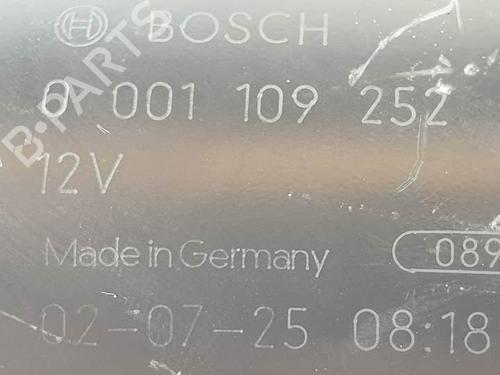 BOSCH
0 001 109 252
12V
Made in Germany 089
02-07-25 08:18
B-PARTS